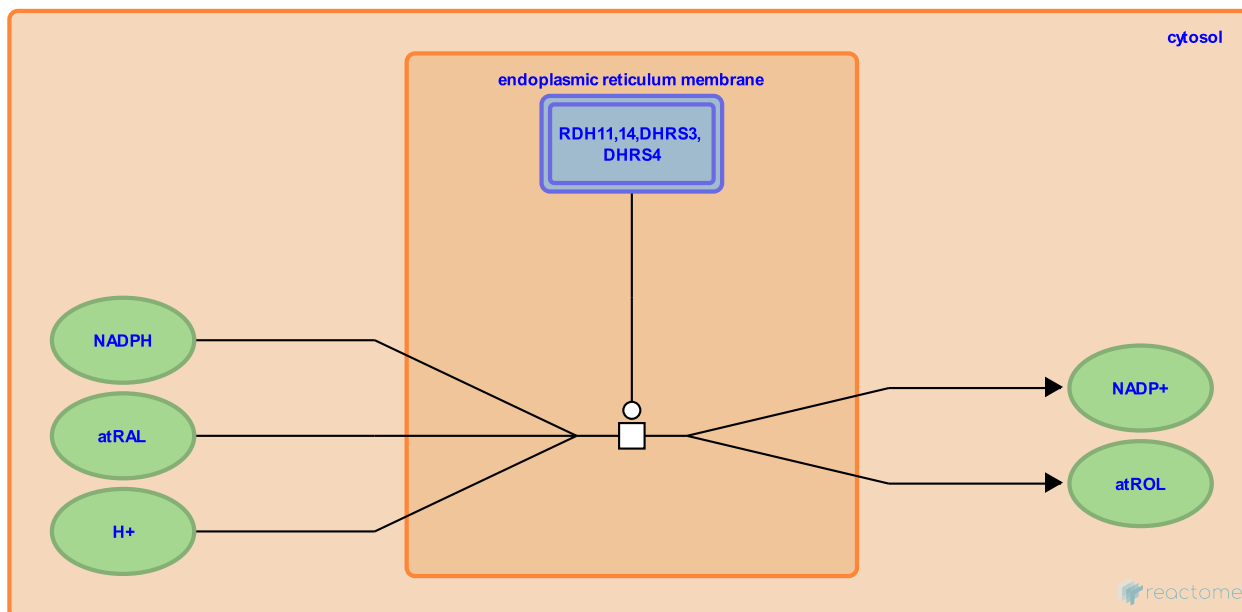 cytosol
endoplasmic reticulum membrane
RDH11,14,DHRS3,
DHRS4
NADPH
atRAL
H+
NADP+
atROL
reactome